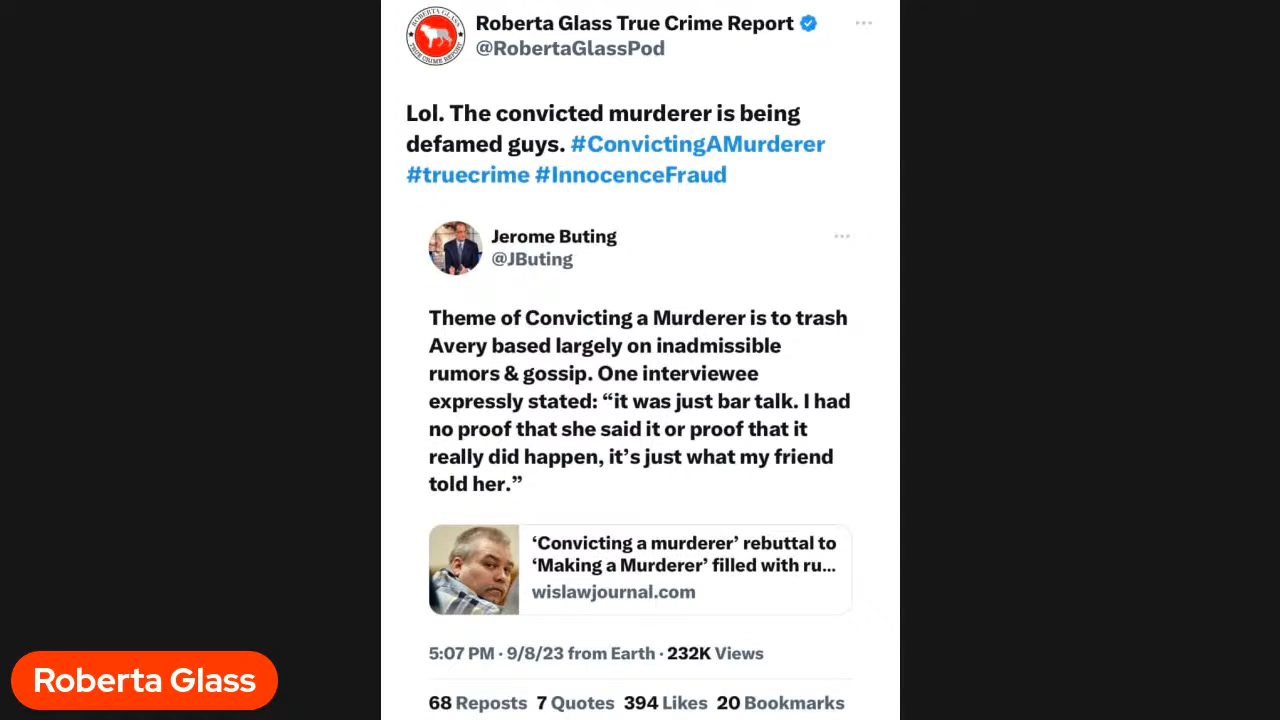 ROBERTA GLASS
TRUE CRIME REPORT
Roberta Glass True Crime Report
@RobertaGlassPod
Lol. The convicted murderer is being
defamed guys. #ConvictingAMurderer
#truecrime #InnocenceFraud
Jerome Buting
@JButing
Theme of Convicting a Murderer is to trash
Avery based largely on inadmissible
rumors & gossip. One interviewee
expressly stated: “it was just bar talk. I had
no proof that she said it or proof that it
really did happen, it’s just what my friend
told her.”
‘Convicting a murderer’ rebuttal to
‘Making a Murderer’ filled with ru...
wislawjournal.com
5:07 PM · 9/8/23 from Earth · 232K Views
68 Reposts 7 Quotes 394 Likes 20 Bookmarks
Roberta Glass